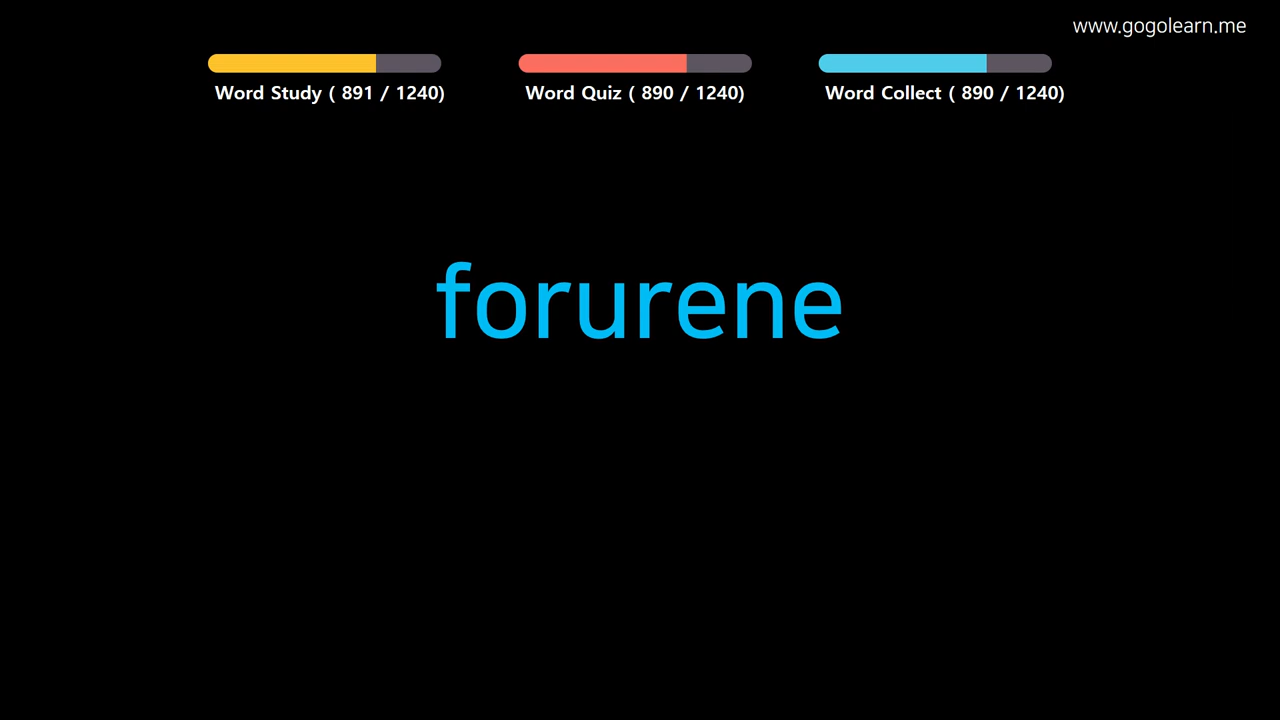 www.gogolearn.me
Word Study ( 891 / 1240)
Word Quiz ( 890 / 1240)
Word Collect ( 890 / 1240)
forurene